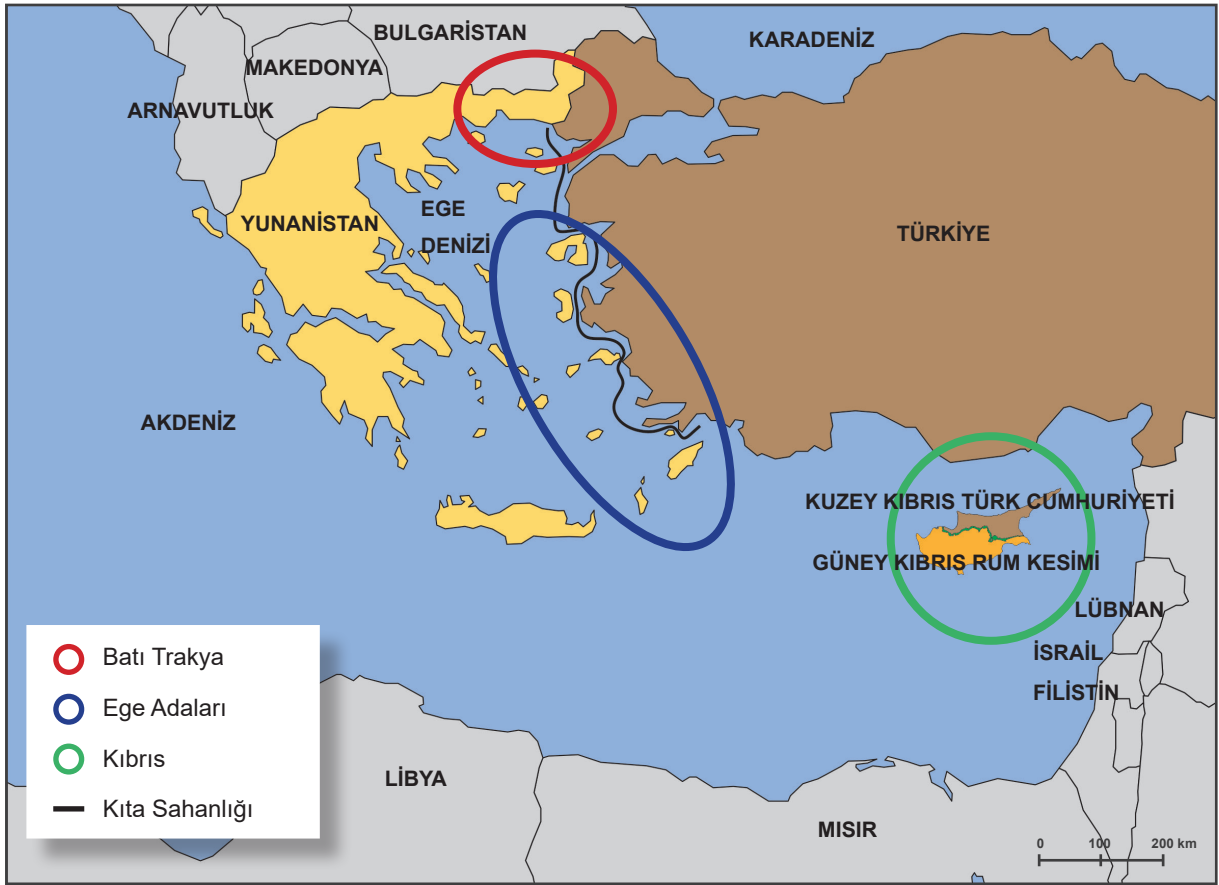 BULGARİSTAN
KARADENİZ
MAKEDONYA
ARNAVUTLUK
YUNANİSTAN
EGE
DENİZİ
TÜRKİYE
AKDENİZ
KUZEY KIBRIS TÜRK CUMHURİYETİ
GÜNEY KIBRIS RUM KESİMİ
LÜBNAN
İSRAİL
FİLİSTİN
Batı Trakya
Ege Adaları
Kıbrıs
Kıta Sahanlığı
LİBYA
MISIR
0 100 200 km